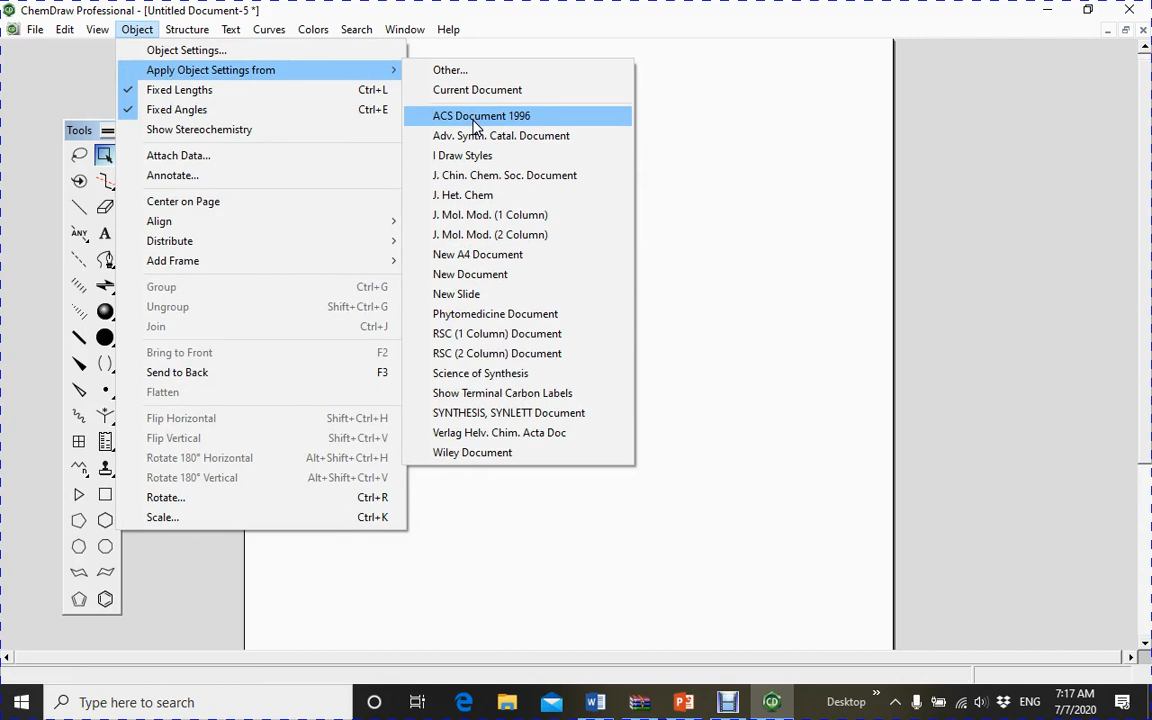 ChemDraw Professional - [Untitled Document-5 *]
File Edit View Object Structure Text Curves Colors Search Window Help
Object Settings...
Apply Object Settings from
Fixed Lengths Ctrl+L
Fixed Angles Ctrl+E
Show Stereochemistry
Attach Data...
Annotate...
Center on Page
Align
Distribute
Add Frame
Group Ctrl+G
Ungroup Shift+Ctrl+G
Join Ctrl+J
Bring to Front F2
Send to Back F3
Flatten
Flip Horizontal Shift+Ctrl+H
Flip Vertical Shift+Ctrl+V
Rotate 180° Horizontal Alt+Shift+Ctrl+H
Rotate 180° Vertical Alt+Shift+Ctrl+V
Rotate... Ctrl+R
Scale... Ctrl+K
Other...
Current Document
ACS Document 1996
Adv. Synth. Catal. Document
I Draw Styles
J. Chin. Chem. Soc. Document
J. Het. Chem
J. Mol. Mod. (1 Column)
J. Mol. Mod. (2 Column)
New A4 Document
New Document
New Slide
Phytomedicine Document
RSC (1 Column) Document
RSC (2 Column) Document
Science of Synthesis
Show Terminal Carbon Labels
SYNTHESIS, SYNLETT Document
Verlag Helv. Chim. Acta Doc
Wiley Document
Tools
ANY
A
Type here to search
Desktop
ENG
7:17 AM
7/7/2020